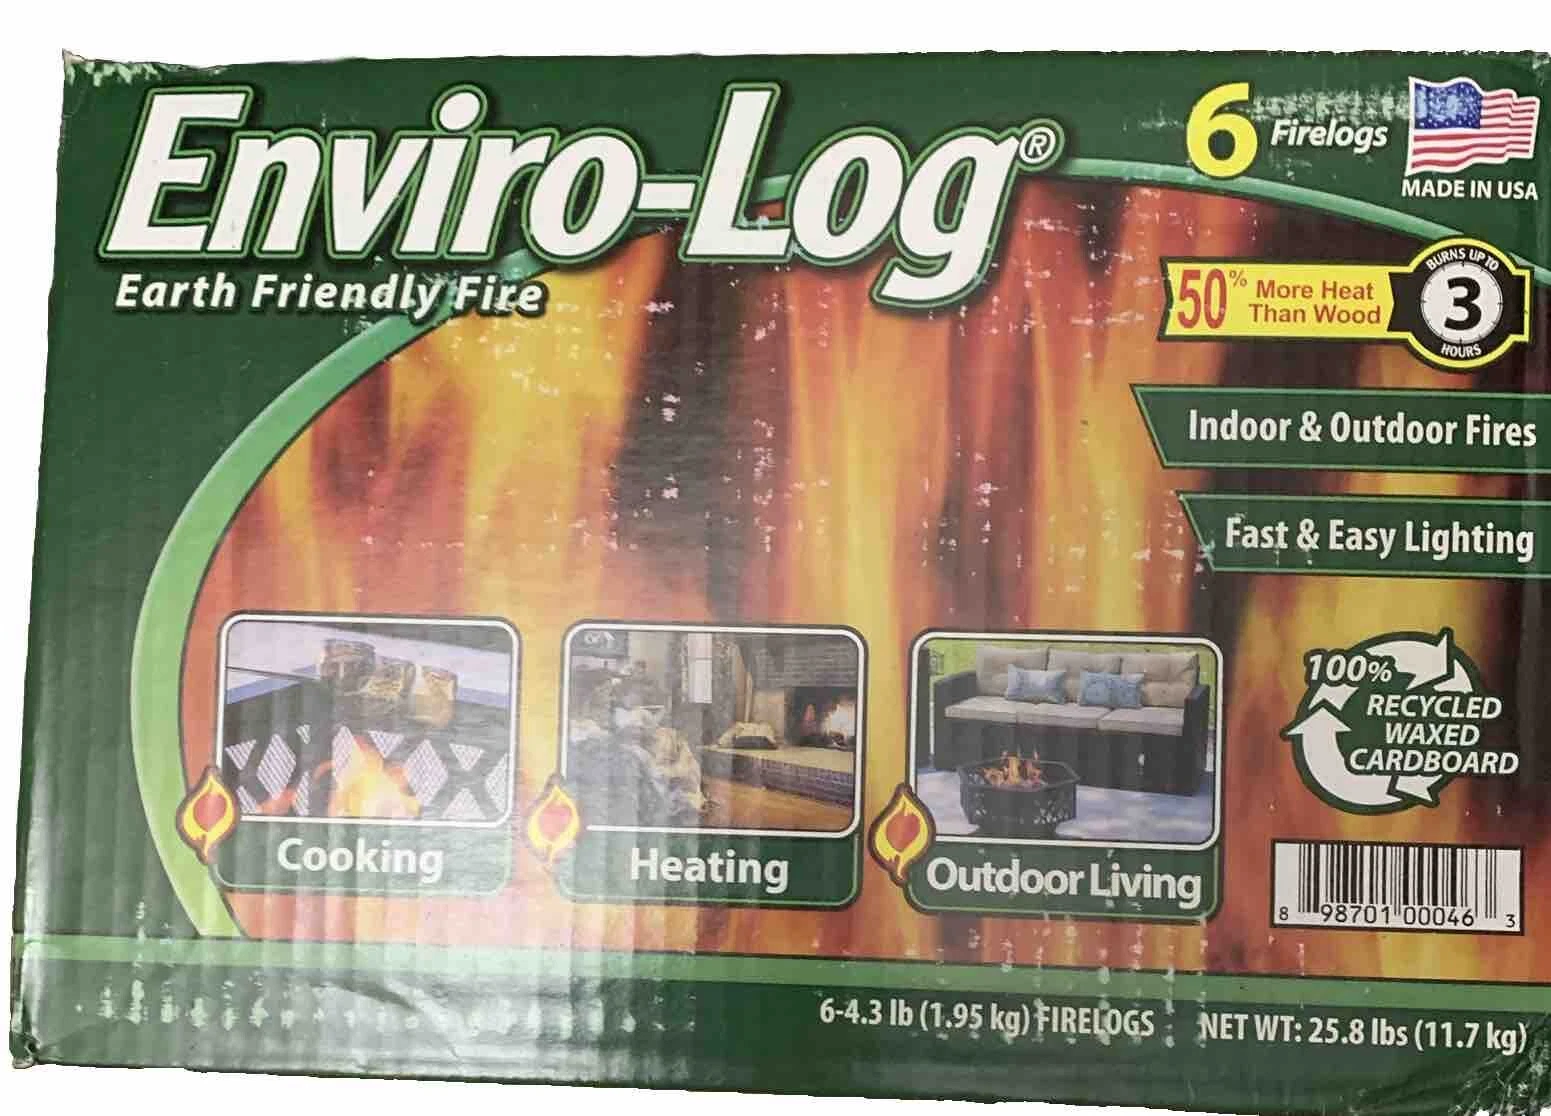 Enviro-Log®
Earth Friendly Fire
6 Firelogs
MADE IN USA
50% More Heat
Than Wood
BURNS UP TO
3
HOURS
Indoor & Outdoor Fires
Fast & Easy Lighting
100%
RECYCLED
WAXED
CARDBOARD
Cooking
Heating
Outdoor Living
8 98701 00046 3
6-4.3 lb (1.95 kg) FIRELOGS NET WT: 25.8 lbs (11.7 kg)